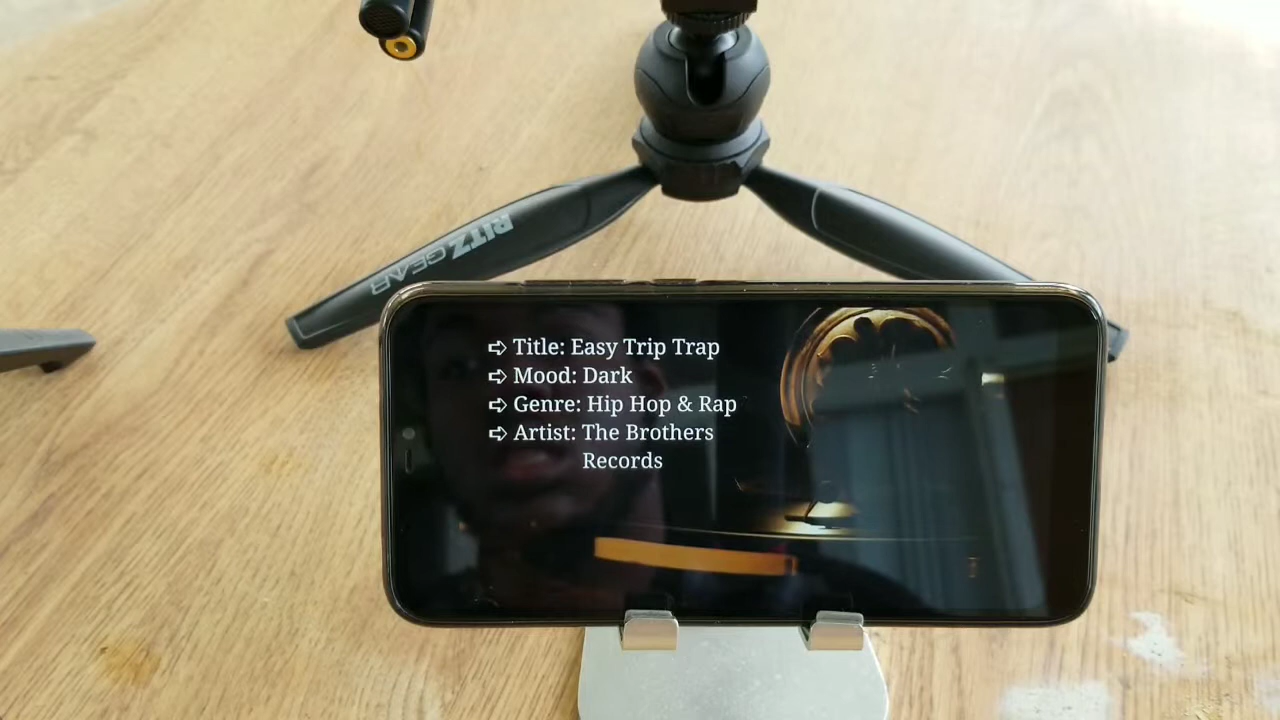 RITZ GEAR
⇨ Title: Easy Trip Trap
⇨ Mood: Dark
⇨ Genre: Hip Hop & Rap
⇨ Artist: The Brothers
Records